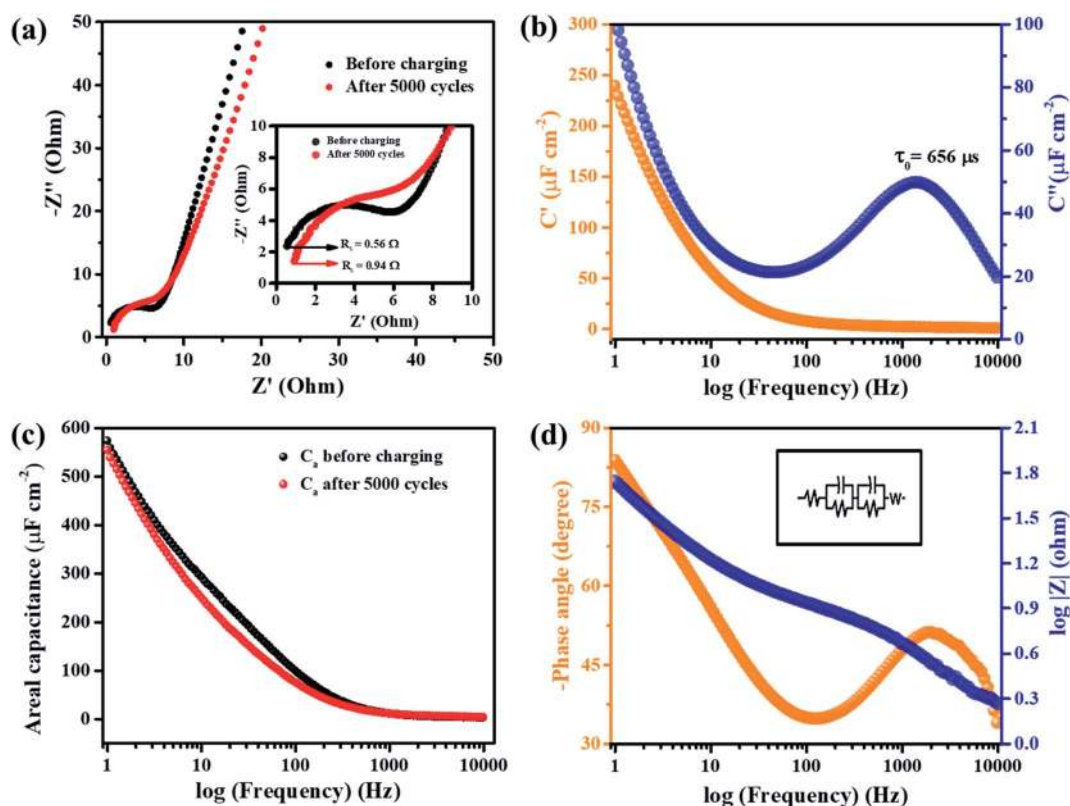 (a)
50
40
30
20
10
0
-Z'' (Ohm)
Before charging
After 5000 cycles
10
8
6
4
2
0
-Z'' (Ohm)
Before charging
After 5000 cycles
Rₛ = 0.56 Ω
Rₛ = 0.94 Ω
0 2 4 6 8 10
Z' (Ohm)
0 10 20 30 40 50
Z' (Ohm)
(b)
300
250
200
150
100
50
0
C' (µF cm⁻²)
τ₀ = 656 µs
100
80
60
40
20
0
C''(µF cm⁻²)
1 10 100 1000 10000
log (Frequency) (Hz)
(c)
600
500
400
300
200
100
0
Areal capacitance (µF cm⁻²)
Cₐ before charging
Cₐ after 5000 cycles
1 10 100 1000 10000
log (Frequency) (Hz)
(d)
90
75
60
45
30
-Phase angle (degree)
W
2.1
1.8
1.5
1.2
0.9
0.6
0.3
0.0
log |Z| (ohm)
1 10 100 1000 10000
log (Frequency) (Hz)